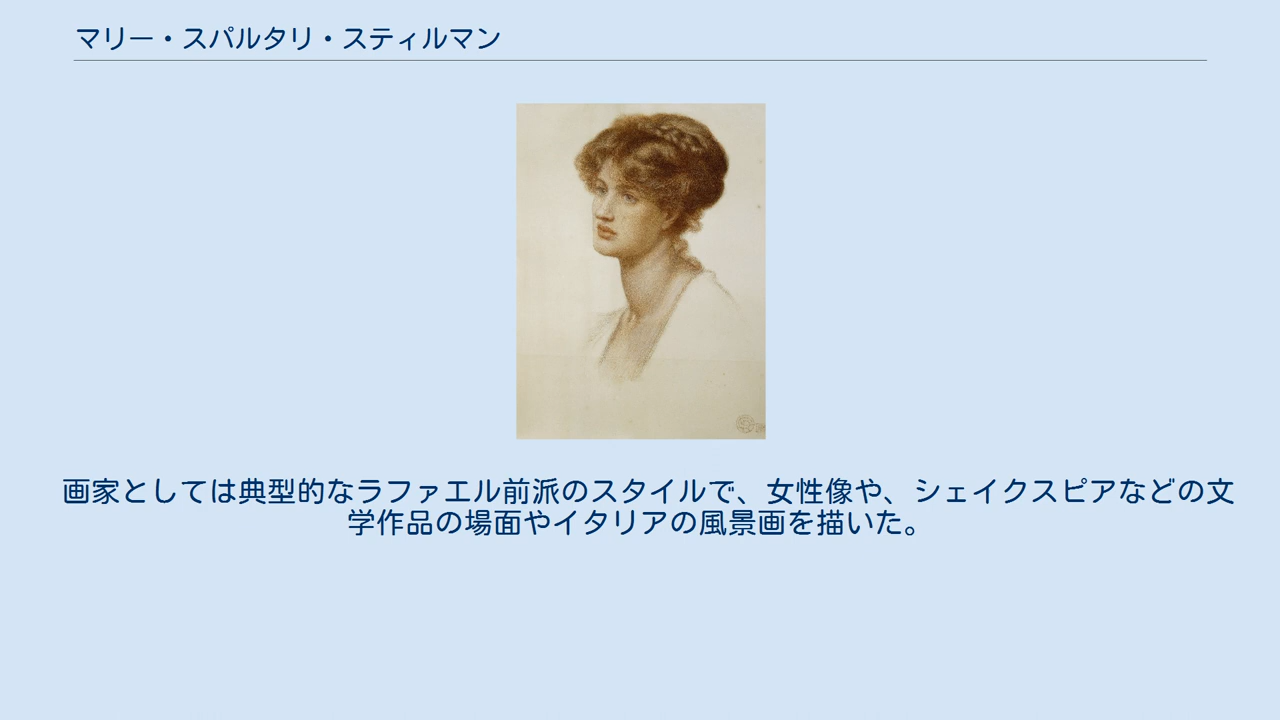 マリー・スパルタリ・スティルマン
画家としては典型的なラファエル前派のスタイルで、女性像や、シェイクスピアなどの文
学作品の場面やイタリアの風景画を描いた。